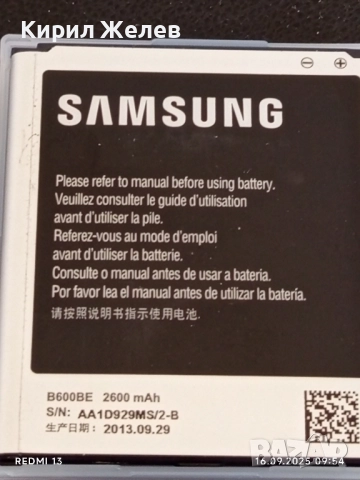 Кирил Желев
SAMSUNG
Please refer to manual before using battery.
Veuillez consulter le guide d'utilisation
avant d'utiliser la pile.
Referez-vous au mode d'emploi
avant d'utiliser la batterie.
Consulte o manual antes de usar a bateria.
Por favor lea el manual antes de utilizar la batería.
请按照说明书指示使用电池.
B600BE 2600 mAh
S/N: AA1D929MS/2-B
生产日期: 2013.09.29
BAZAR
REDMI 13
16.09.2025 09:54